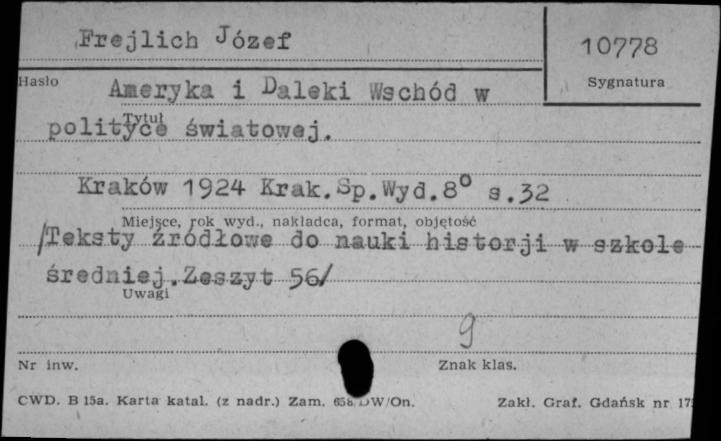 Frejlich Józef
10778
Hasło
Sygnatura
Ameryka i Daleki Wschód w
Tytuł
polityce światowej.
Kraków 1924 Krak.Sp.Wyd.8° s.32
Miejsce, rok wyd., nakładca, format, objętość
/Teksty źródłowe do nauki historji w szkole
średniej.Zeszyt 56/
Uwagi
9
Nr inw.
Znak klas.
CWD. B 15a. Karta katal. (z nadr.) Zam. 658 DW/On.
Zakł. Graf. Gdańsk nr